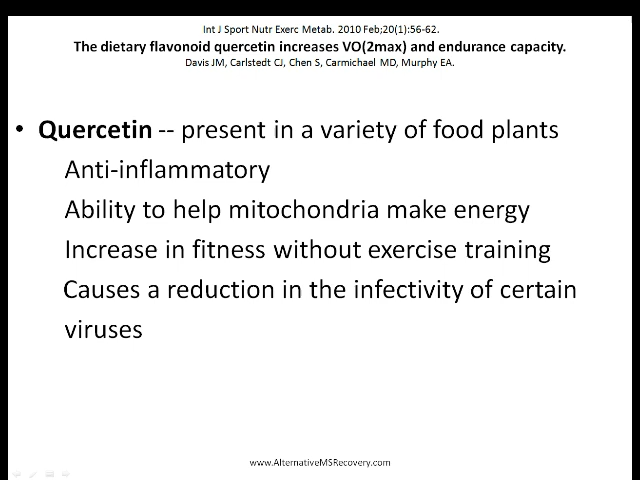 Int J Sport Nutr Exerc Metab. 2010 Feb;20(1):56-62.
The dietary flavonoid quercetin increases VO(2max) and endurance capacity.
Davis JM, Carlstedt CJ, Chen S, Carmichael MD, Murphy EA.
• Quercetin -- present in a variety of food plants
Anti-inflammatory
Ability to help mitochondria make energy
Increase in fitness without exercise training
Causes a reduction in the infectivity of certain
viruses
www.AlternativeMSRecovery.com